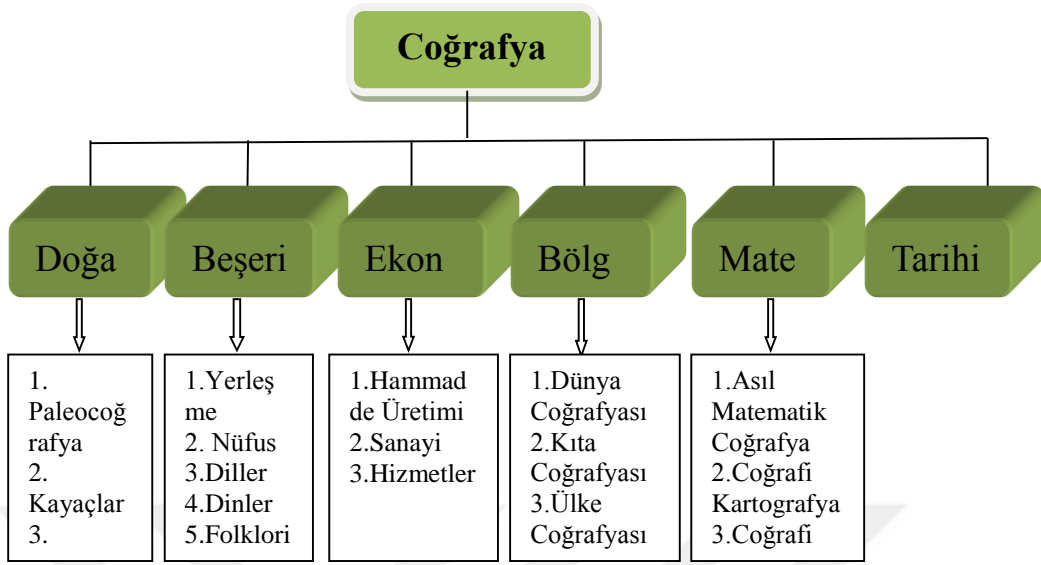 Coğrafya
Doğa
Beşeri
Ekon
Bölg
Mate
Tarihi
1.
Paleocoğ
rafya
2.
Kayaçlar
3.
1.Yerleş
me
2. Nüfus
3.Diller
4.Dinler
5.Folklori
1.Hammad
de Üretimi
2.Sanayi
3.Hizmetler
1.Dünya
Coğrafyası
2.Kıta
Coğrafyası
3.Ülke
Coğrafyası
1.Asıl
Matematik
Coğrafya
2.Coğrafi
Kartografya
3.Coğrafi